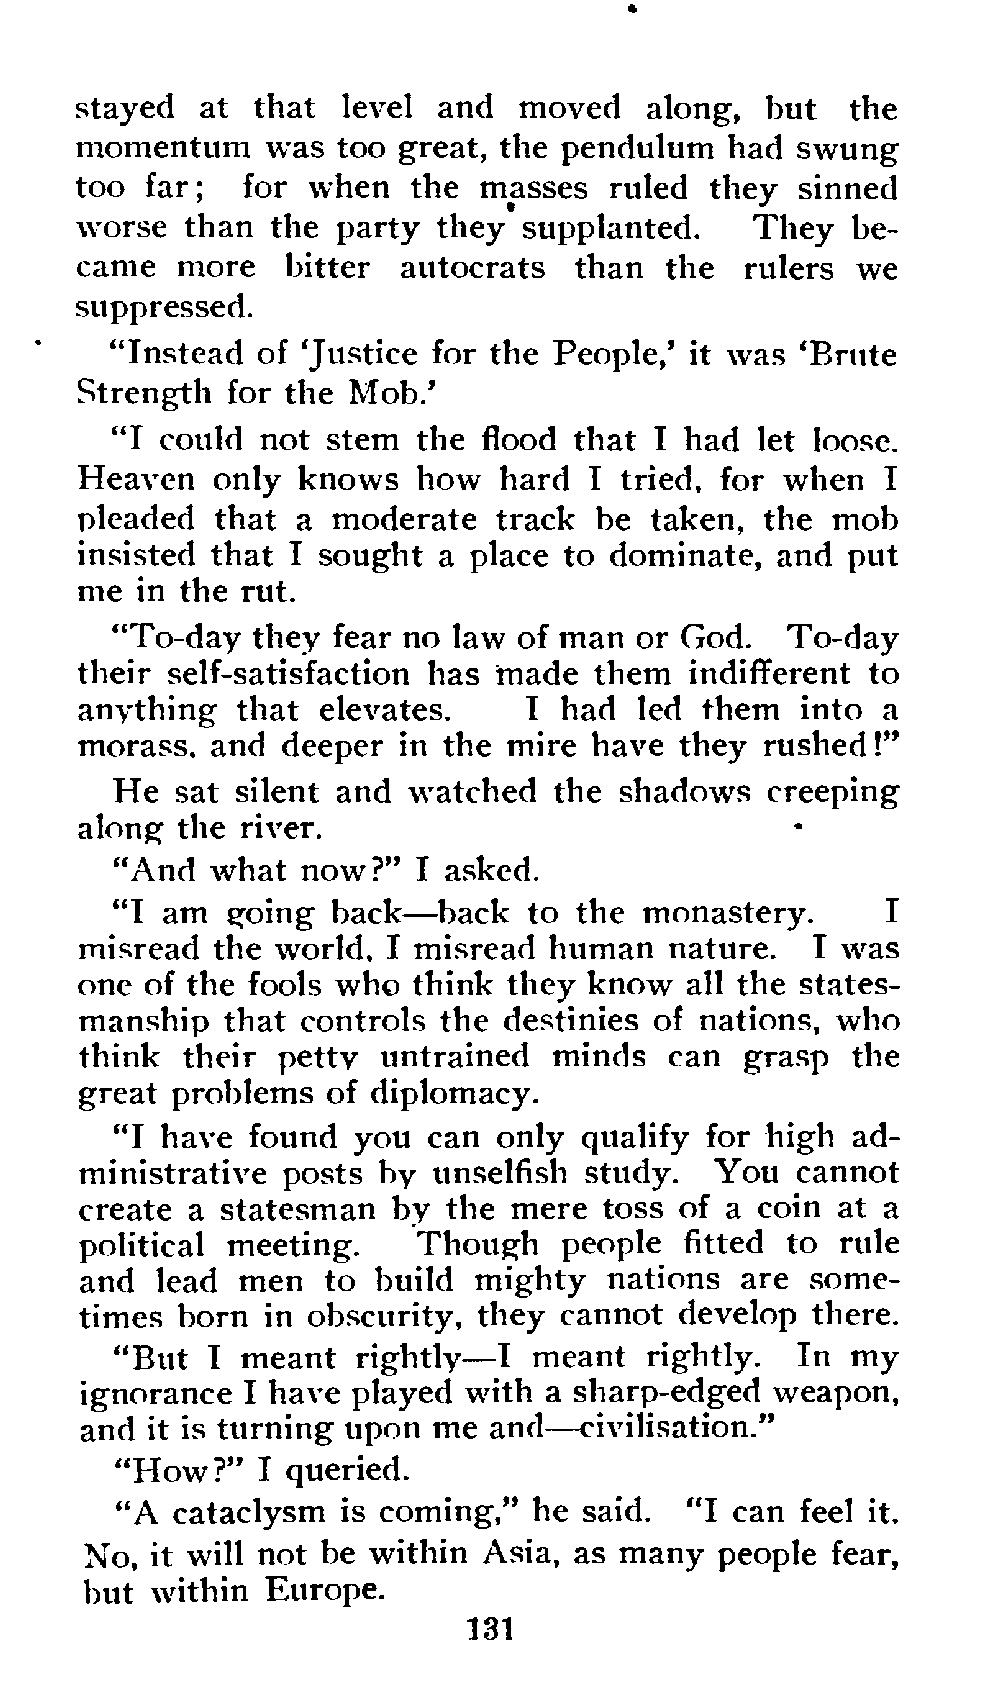 stayed at that level and moved along, but the
momentum was too great, the pendulum had swung
too far; for when the masses ruled they sinned
worse than the party they supplanted. They be-
came more bitter autocrats than the rulers we
suppressed.
“Instead of ‘Justice for the People,’ it was ‘Brute
Strength for the Mob.’
“I could not stem the flood that I had let loose.
Heaven only knows how hard I tried, for when I
pleaded that a moderate track be taken, the mob
insisted that I sought a place to dominate, and put
me in the rut.
“To-day they fear no law of man or God. To-day
their self-satisfaction has made them indifferent to
anything that elevates. I had led them into a
morass, and deeper in the mire have they rushed!”
He sat silent and watched the shadows creeping
along the river.
“And what now?” I asked.
“I am going back—back to the monastery. I
misread the world, I misread human nature. I was
one of the fools who think they know all the states-
manship that controls the destinies of nations, who
think their petty untrained minds can grasp the
great problems of diplomacy.
“I have found you can only qualify for high ad-
ministrative posts by unselfish study. You cannot
create a statesman by the mere toss of a coin at a
political meeting. Though people fitted to rule
and lead men to build mighty nations are some-
times born in obscurity, they cannot develop there.
“But I meant rightly—I meant rightly. In my
ignorance I have played with a sharp-edged weapon,
and it is turning upon me and—civilisation.”
“How?” I queried.
“A cataclysm is coming,” he said. “I can feel it.
No, it will not be within Asia, as many people fear,
but within Europe.
131